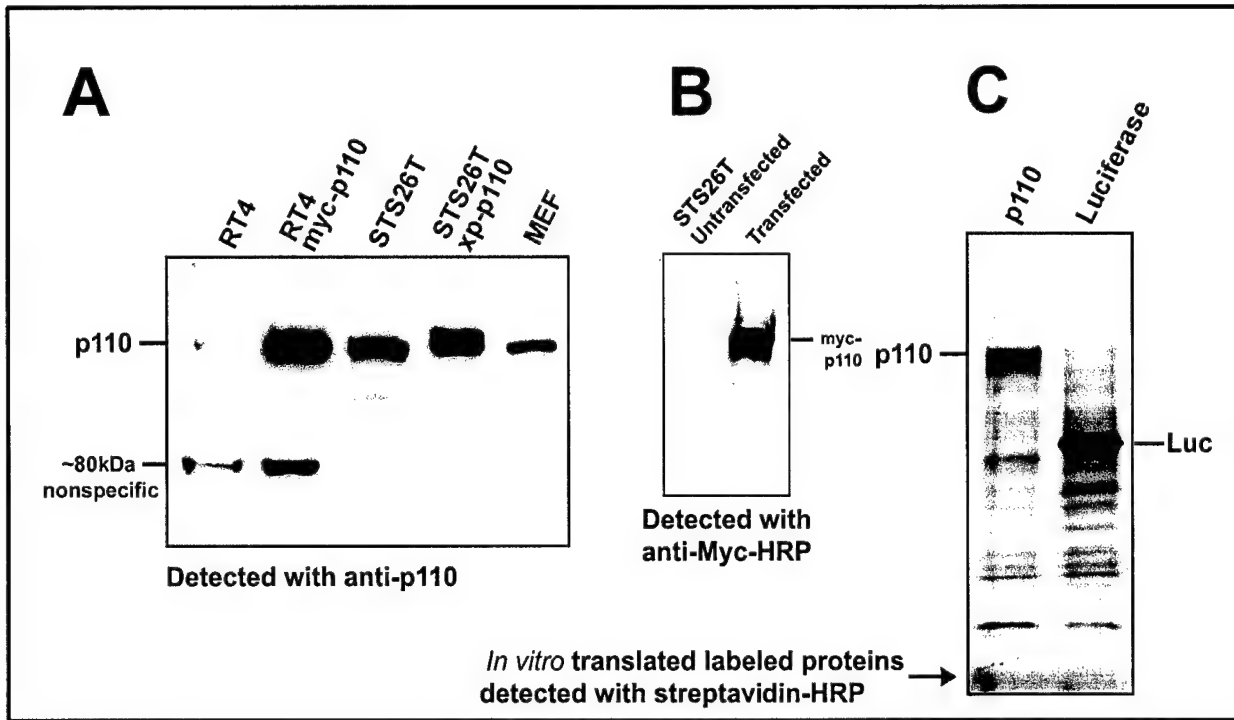 A
RT4
RT4
myc-p110
STS26T
STS26T
xp-p110
MEF
p110
~80kDa
nonspecific
Detected with anti-p110
B
STS26T
Untransfected
Transfected
myc-
p110
Detected with
anti-Myc-HRP
C
p110
Luciferase
p110
Luc
In vitro translated labeled proteins
detected with streptavidin-HRP